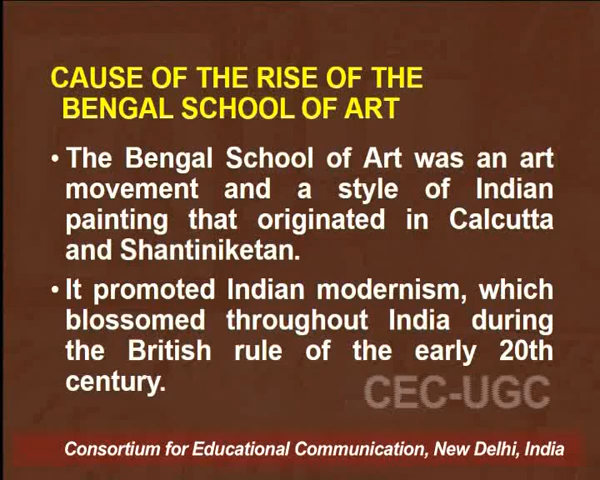 CAUSE OF THE RISE OF THE
BENGAL SCHOOL OF ART
• The Bengal School of Art was an art
movement and a style of Indian
painting that originated in Calcutta
and Shantiniketan.
• It promoted Indian modernism, which
blossomed throughout India during
the British rule of the early 20th
century.
CEC-UGC
Consortium for Educational Communication, New Delhi, India